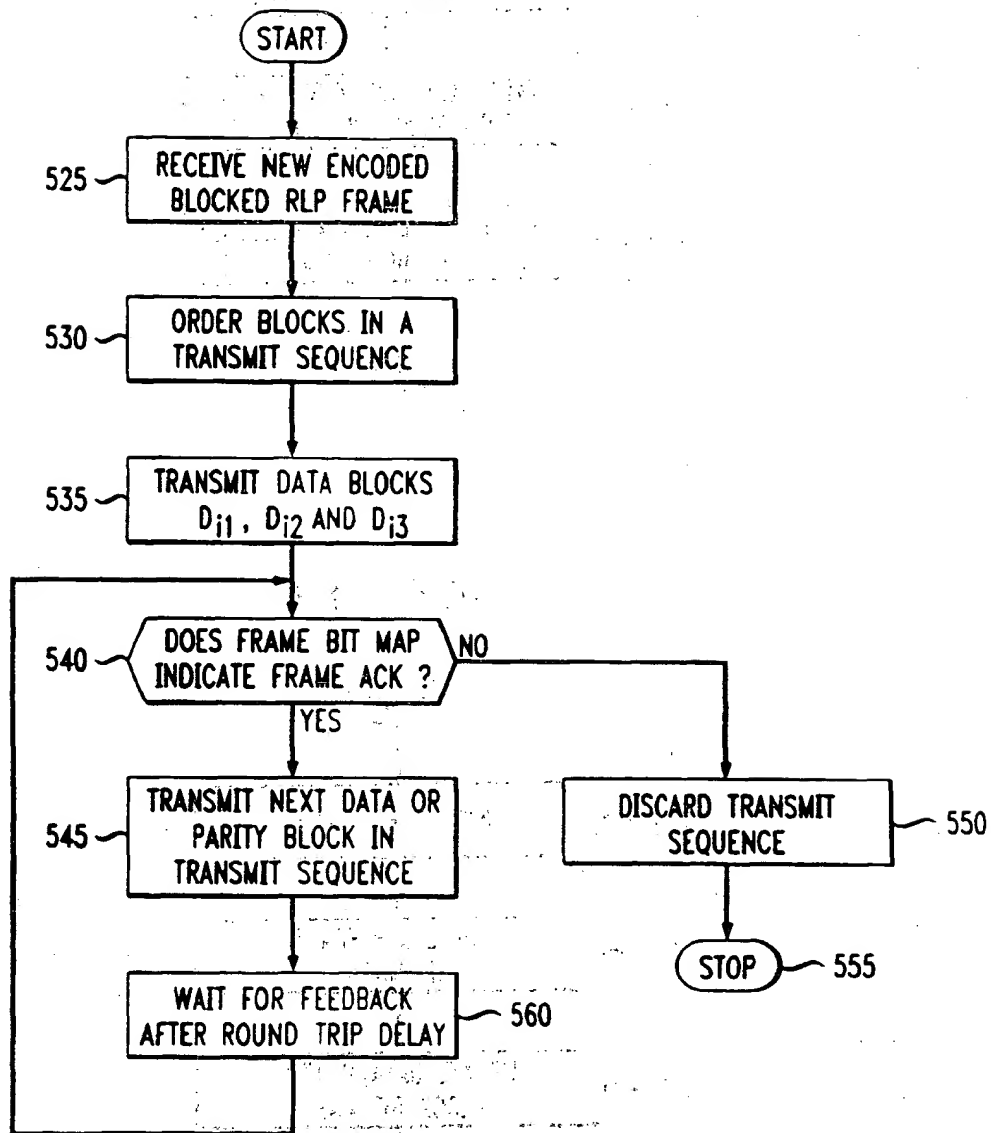 START
525
RECEIVE NEW ENCODED
BLOCKED RLP FRAME
530
ORDER BLOCKS IN A
TRANSMIT SEQUENCE
535
TRANSMIT DATA BLOCKS
Di1, Di2 AND Di3
540
DOES FRAME BIT MAP
INDICATE FRAME ACK ?
NO
YES
545
TRANSMIT NEXT DATA OR
PARITY BLOCK IN
TRANSMIT SEQUENCE
DISCARD TRANSMIT
SEQUENCE
550
STOP
555
WAIT FOR FEEDBACK
AFTER ROUND TRIP DELAY
560